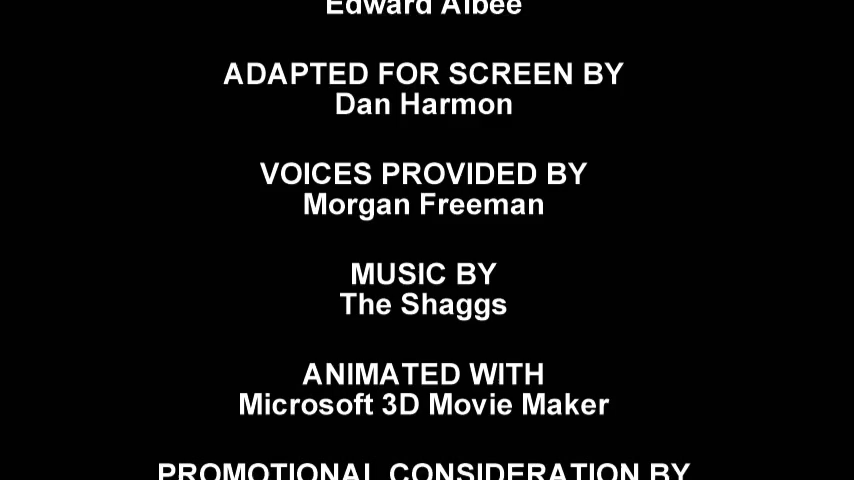 Edward Albee
ADAPTED FOR SCREEN BY
Dan Harmon
VOICES PROVIDED BY
Morgan Freeman
MUSIC BY
The Shaggs
ANIMATED WITH
Microsoft 3D Movie Maker
PROMOTIONAL CONSIDERATION BY